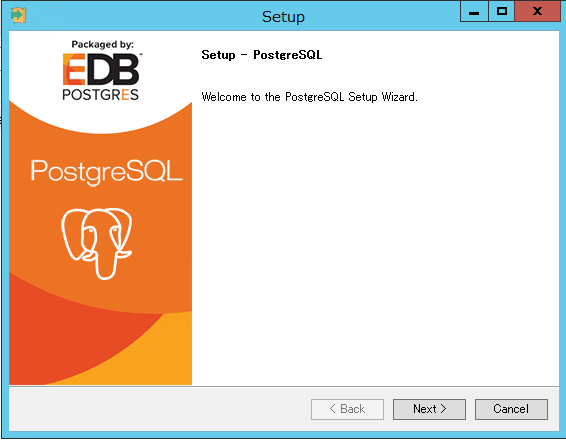 Setup
Packaged by:
EDB
POSTGRES
PostgreSQL
Setup - PostgreSQL
Welcome to the PostgreSQL Setup Wizard.
< Back
Next >
Cancel